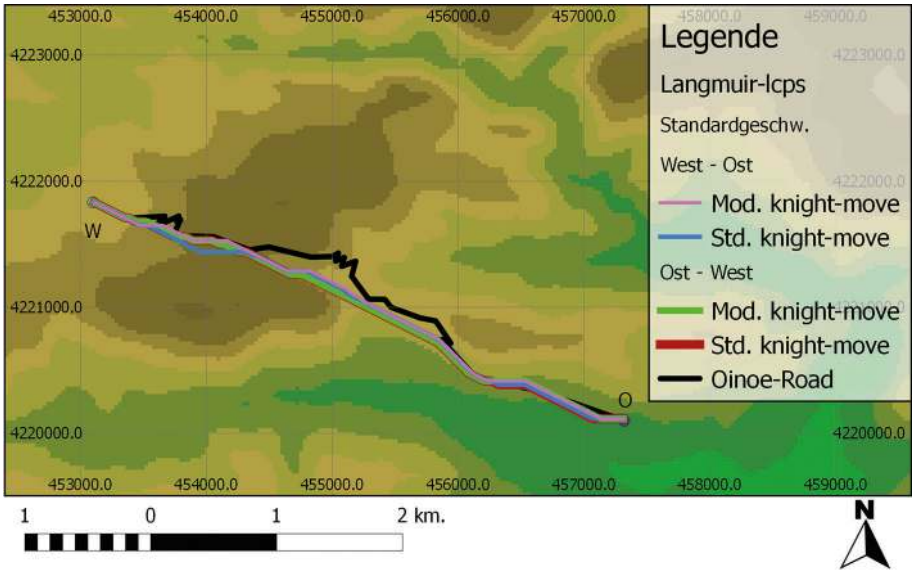 453000.0 454000.0 455000.0 456000.0 457000.0 458000.0 459000.0
4223000.0 4223000.0
4222000.0 4222000.0
4221000.0 4221000.0
4220000.0 4220000.0
W
O
Legende
Langmuir-lcps
Standardgeschw.
West - Ost
Mod. knight-move
Std. knight-move
Ost - West
Mod. knight-move
Std. knight-move
Oinoe-Road
453000.0 454000.0 455000.0 456000.0 457000.0 458000.0 459000.0
1 0 1 2 km.
N